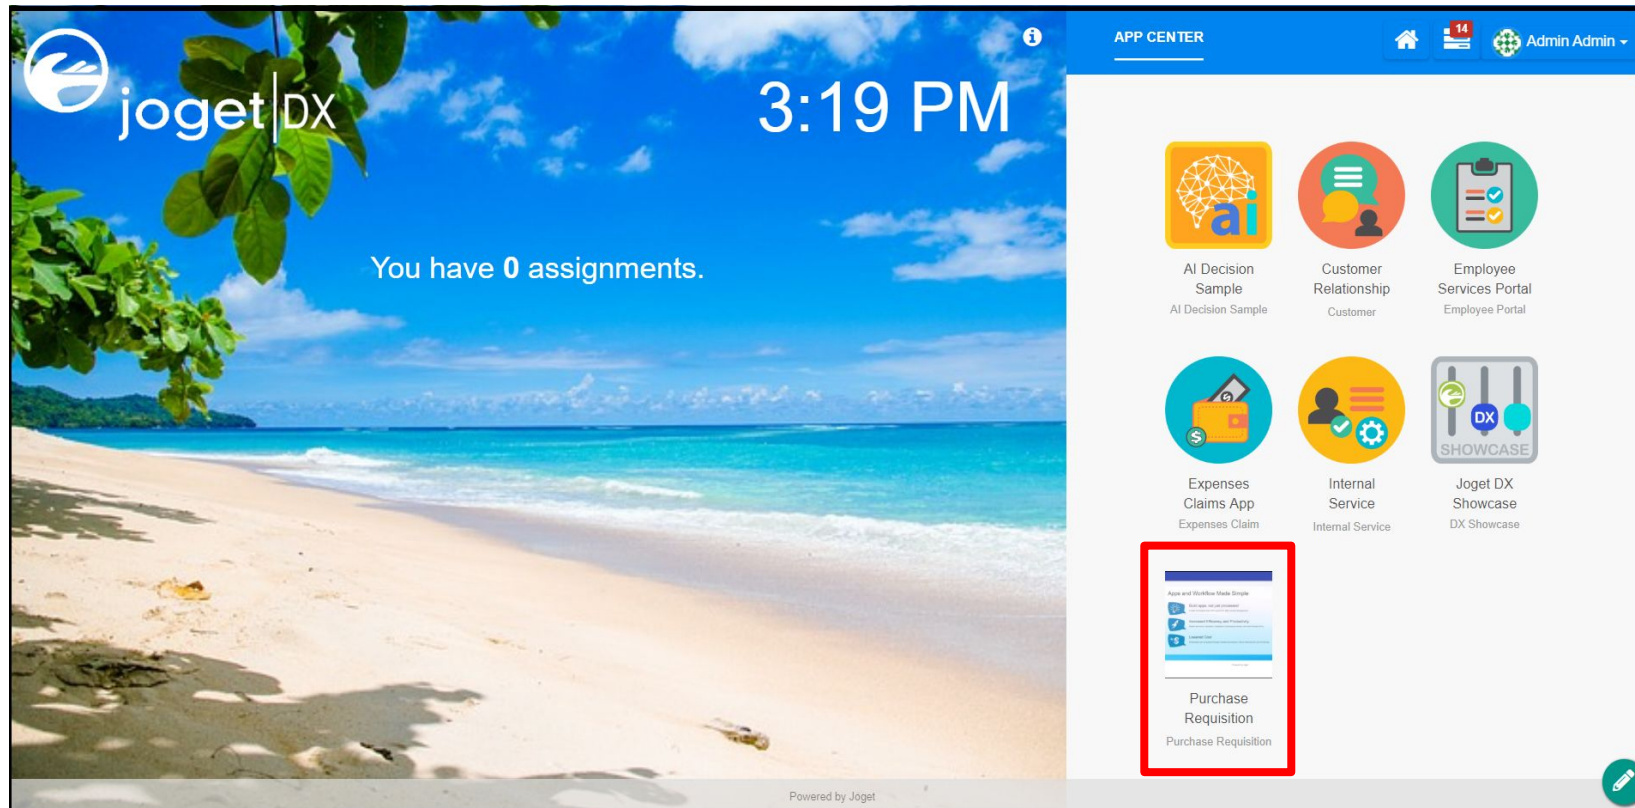 joget DX
3:19 PM
You have 0 assignments.
APP CENTER
14
Admin Admin
ai
AI Decision
Sample
AI Decision Sample
Customer
Relationship
Customer
Employee
Services Portal
Employee Portal
$
Expenses
Claims App
Expenses Claim
Internal
Service
Internal Service
DX
SHOWCASE
Joget DX
Showcase
DX Showcase
Apps and Workflow Made Simple
Purchase
Requisition
Purchase Requisition
Powered by Joget